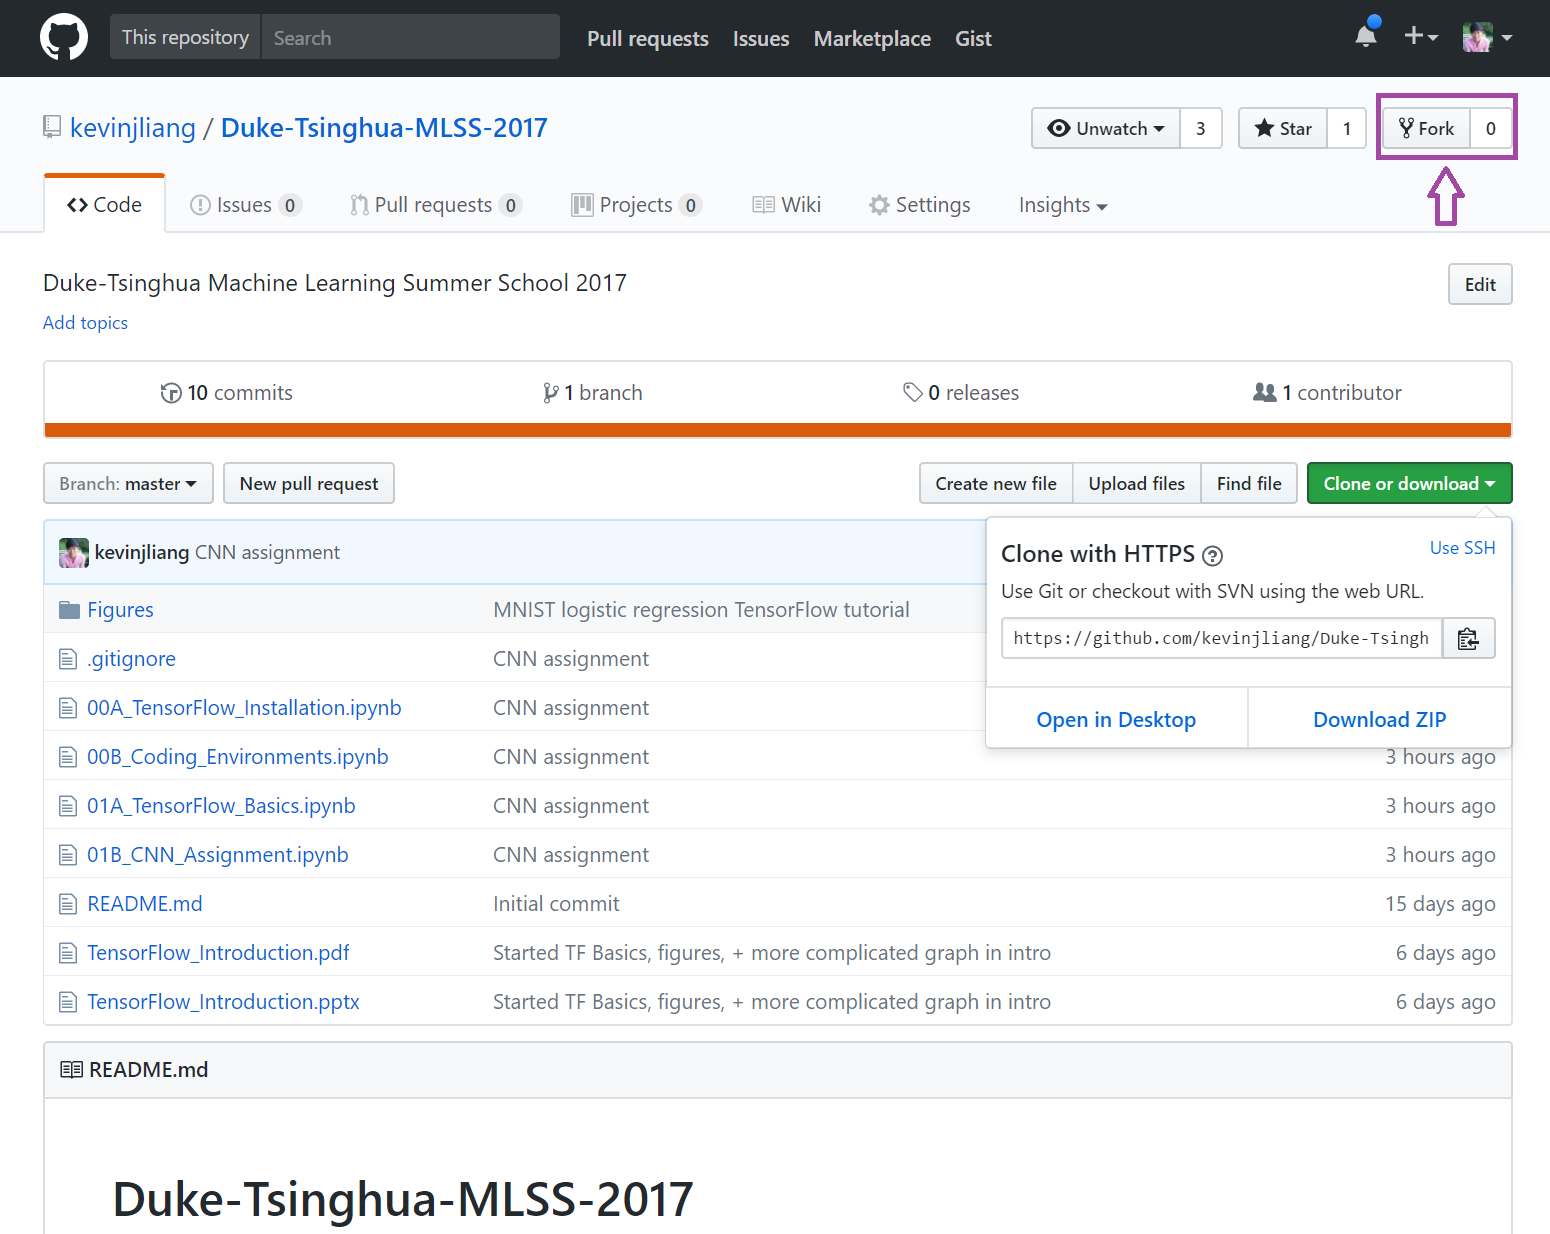 This repository Search Pull requests Issues Marketplace Gist
kevinjliang / Duke-Tsinghua-MLSS-2017 Unwatch 3 Star 1 Fork 0
Code Issues 0 Pull requests 0 Projects 0 Wiki Settings Insights
Duke-Tsinghua Machine Learning Summer School 2017 Edit
Add topics
10 commits 1 branch 0 releases 1 contributor
Branch: master New pull request Create new file Upload files Find file Clone or download
kevinjliang CNN assignment
Clone with HTTPS ? Use SSH
Use Git or checkout with SVN using the web URL.
https://github.com/kevinjliang/Duke-Tsingh
Open in Desktop Download ZIP
Figures MNIST logistic regression TensorFlow tutorial
.gitignore CNN assignment
00A_TensorFlow_Installation.ipynb CNN assignment
00B_Coding_Environments.ipynb CNN assignment 3 hours ago
01A_TensorFlow_Basics.ipynb CNN assignment 3 hours ago
01B_CNN_Assignment.ipynb CNN assignment 3 hours ago
README.md Initial commit 15 days ago
TensorFlow_Introduction.pdf Started TF Basics, figures, + more complicated graph in intro 6 days ago
TensorFlow_Introduction.pptx Started TF Basics, figures, + more complicated graph in intro 6 days ago
README.md
Duke-Tsinghua-MLSS-2017